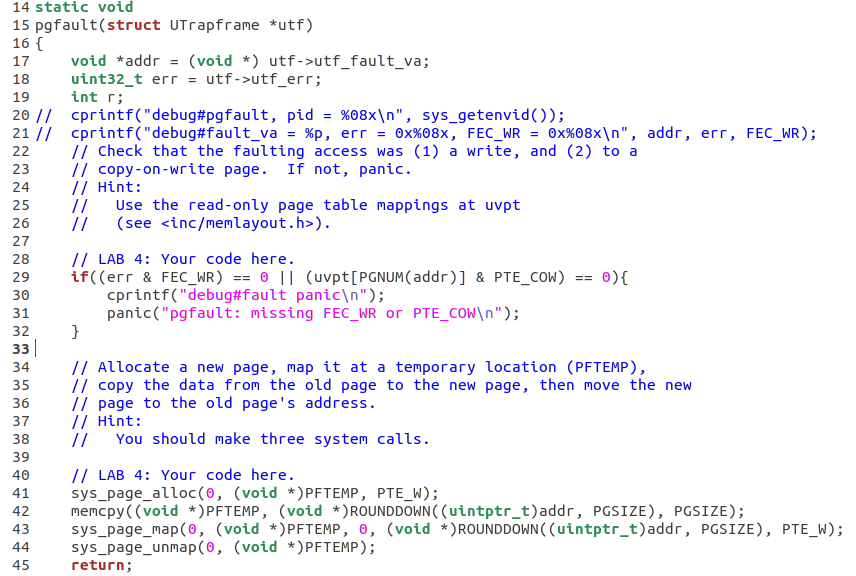 14 static void
15 pgfault(struct UTrapframe *utf)
16 {
17     void *addr = (void *) utf->utf_fault_va;
18     uint32_t err = utf->utf_err;
19     int r;
20 //  cprintf("debug#pgfault, pid = %08x\n", sys_getenvid());
21 //  cprintf("debug#fault_va = %p, err = 0x%08x, FEC_WR = 0x%08x\n", addr, err, FEC_WR);
22     // Check that the faulting access was (1) a write, and (2) to a
23     // copy-on-write page.  If not, panic.
24     // Hint:
25     //   Use the read-only page table mappings at uvpt
26     //   (see <inc/memlayout.h>).
27
28     // LAB 4: Your code here.
29     if((err & FEC_WR) == 0 || (uvpt[PGNUM(addr)] & PTE_COW) == 0){
30         cprintf("debug#fault panic\n");
31         panic("pgfault: missing FEC_WR or PTE_COW\n");
32     }
33
34     // Allocate a new page, map it at a temporary location (PFTEMP),
35     // copy the data from the old page to the new page, then move the new
36     // page to the old page's address.
37     // Hint:
38     //   You should make three system calls.
39
40     // LAB 4: Your code here.
41     sys_page_alloc(0, (void *)PFTEMP, PTE_W);
42     memcpy((void *)PFTEMP, (void *)ROUNDDOWN((uintptr_t)addr, PGSIZE), PGSIZE);
43     sys_page_map(0, (void *)PFTEMP, 0, (void *)ROUNDDOWN((uintptr_t)addr, PGSIZE), PTE_W);
44     sys_page_unmap(0, (void *)PFTEMP);
45     return;